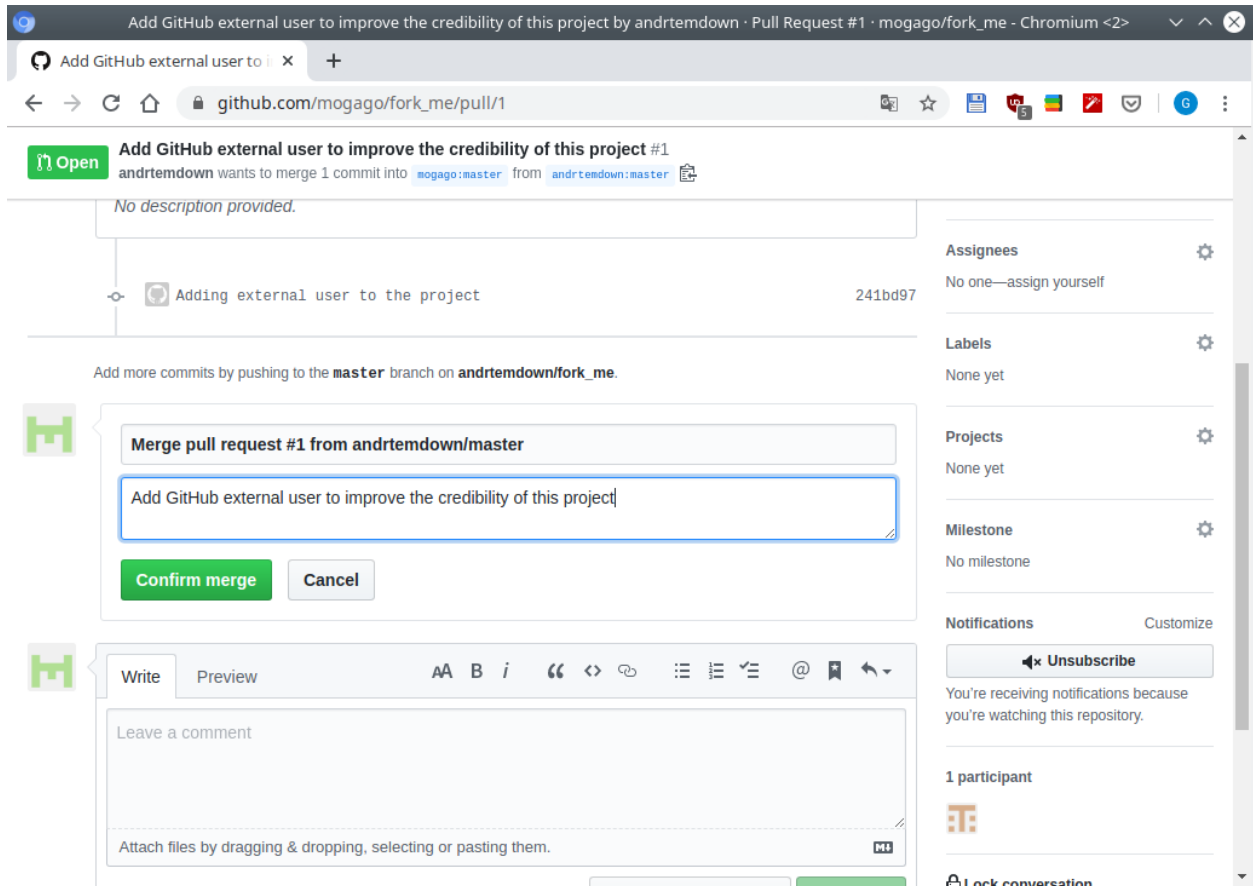 Add GitHub external user to improve the credibility of this project by andrtemdown · Pull Request #1 · mogago/fork_me - Chromium <2>
Add GitHub external user to i
github.com/mogago/fork_me/pull/1
5
G
Open
Add GitHub external user to improve the credibility of this project #1
andrtemdown wants to merge 1 commit into mogago:master from andrtemdown:master
No description provided.
Adding external user to the project 241bd97
Add more commits by pushing to the master branch on andrtemdown/fork_me.
Merge pull request #1 from andrtemdown/master
Add GitHub external user to improve the credibility of this project
Confirm merge Cancel
Write Preview AA B i
Leave a comment
Attach files by dragging & dropping, selecting or pasting them.
Assignees
No one—assign yourself
Labels
None yet
Projects
None yet
Milestone
No milestone
Notifications Customize
Unsubscribe
You're receiving notifications because
you're watching this repository.
1 participant
Lock conversation